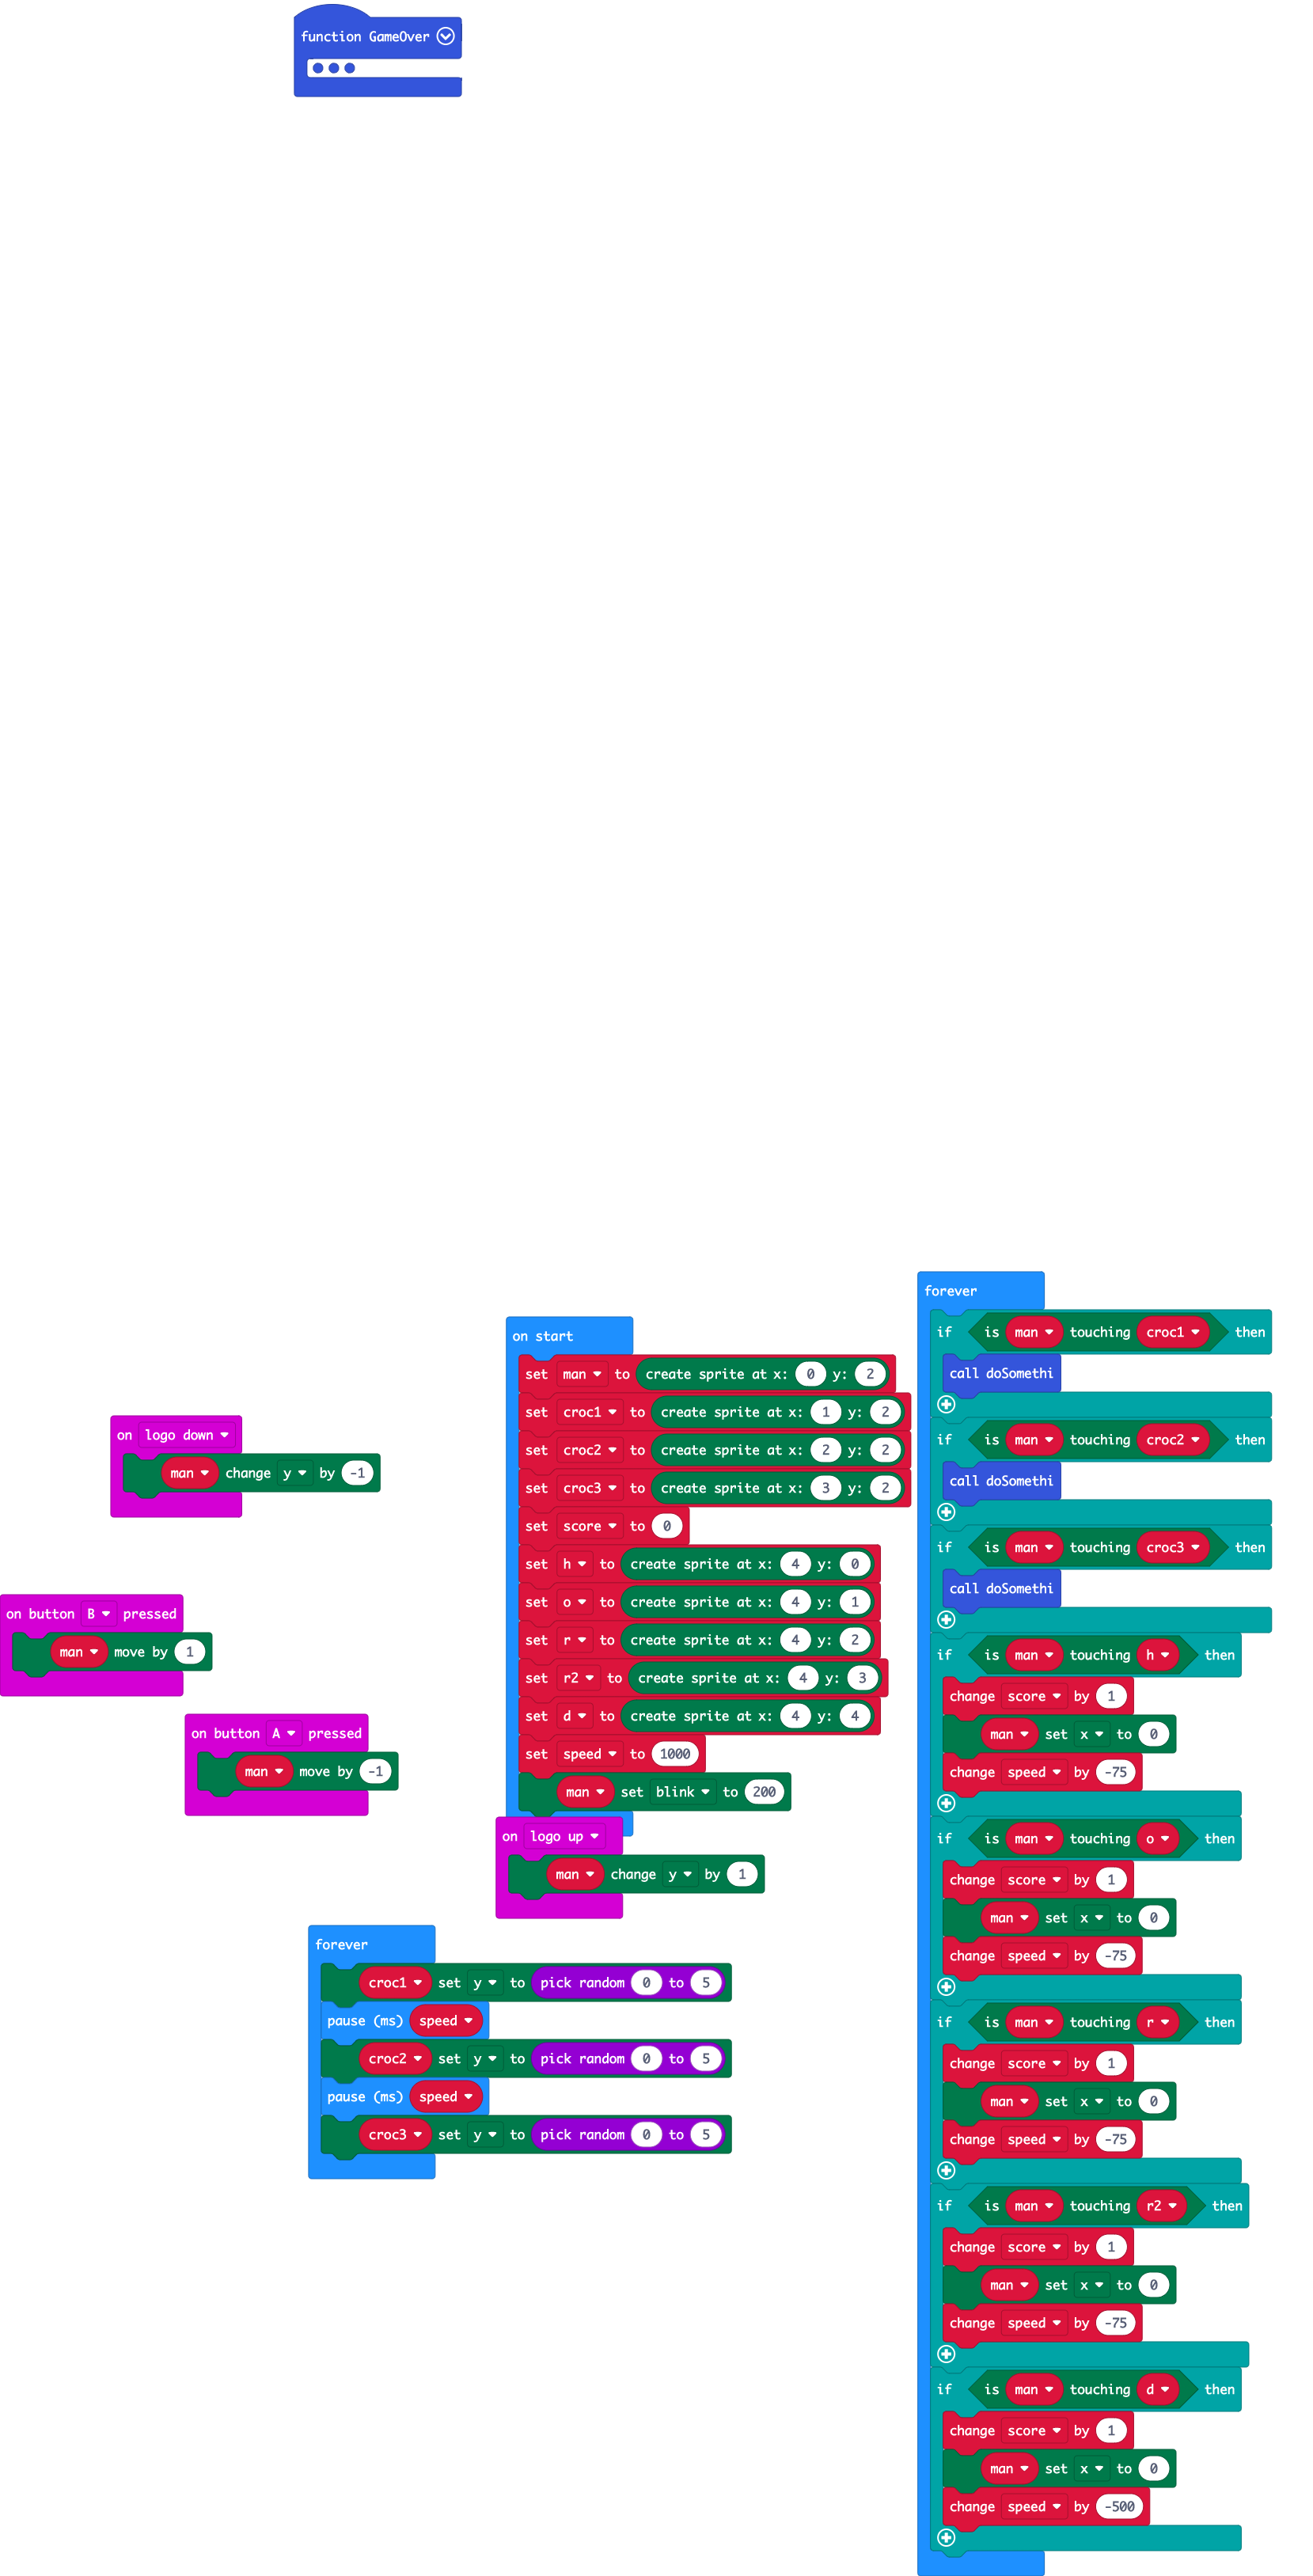 function GameOver
on logo down
man change y by -1
on button B pressed
man move by 1
on button A pressed
man move by -1
on start
set man to create sprite at x: 0 y: 2
set croc1 to create sprite at x: 1 y: 2
set croc2 to create sprite at x: 2 y: 2
set croc3 to create sprite at x: 3 y: 2
set score to 0
set h to create sprite at x: 4 y: 0
set o to create sprite at x: 4 y: 1
set r to create sprite at x: 4 y: 2
set r2 to create sprite at x: 4 y: 3
set d to create sprite at x: 4 y: 4
set speed to 1000
man set blink to 200
on logo up
man change y by 1
forever
croc1 set y to pick random 0 to 5
pause (ms) speed
croc2 set y to pick random 0 to 5
pause (ms) speed
croc3 set y to pick random 0 to 5
forever
if is man touching croc1 then
call doSomethi
if is man touching croc2 then
call doSomethi
if is man touching croc3 then
call doSomethi
if is man touching h then
change score by 1
man set x to 0
change speed by -75
if is man touching o then
change score by 1
man set x to 0
change speed by -75
if is man touching r then
change score by 1
man set x to 0
change speed by -75
if is man touching r2 then
change score by 1
man set x to 0
change speed by -75
if is man touching d then
change score by 1
man set x to 0
change speed by -500